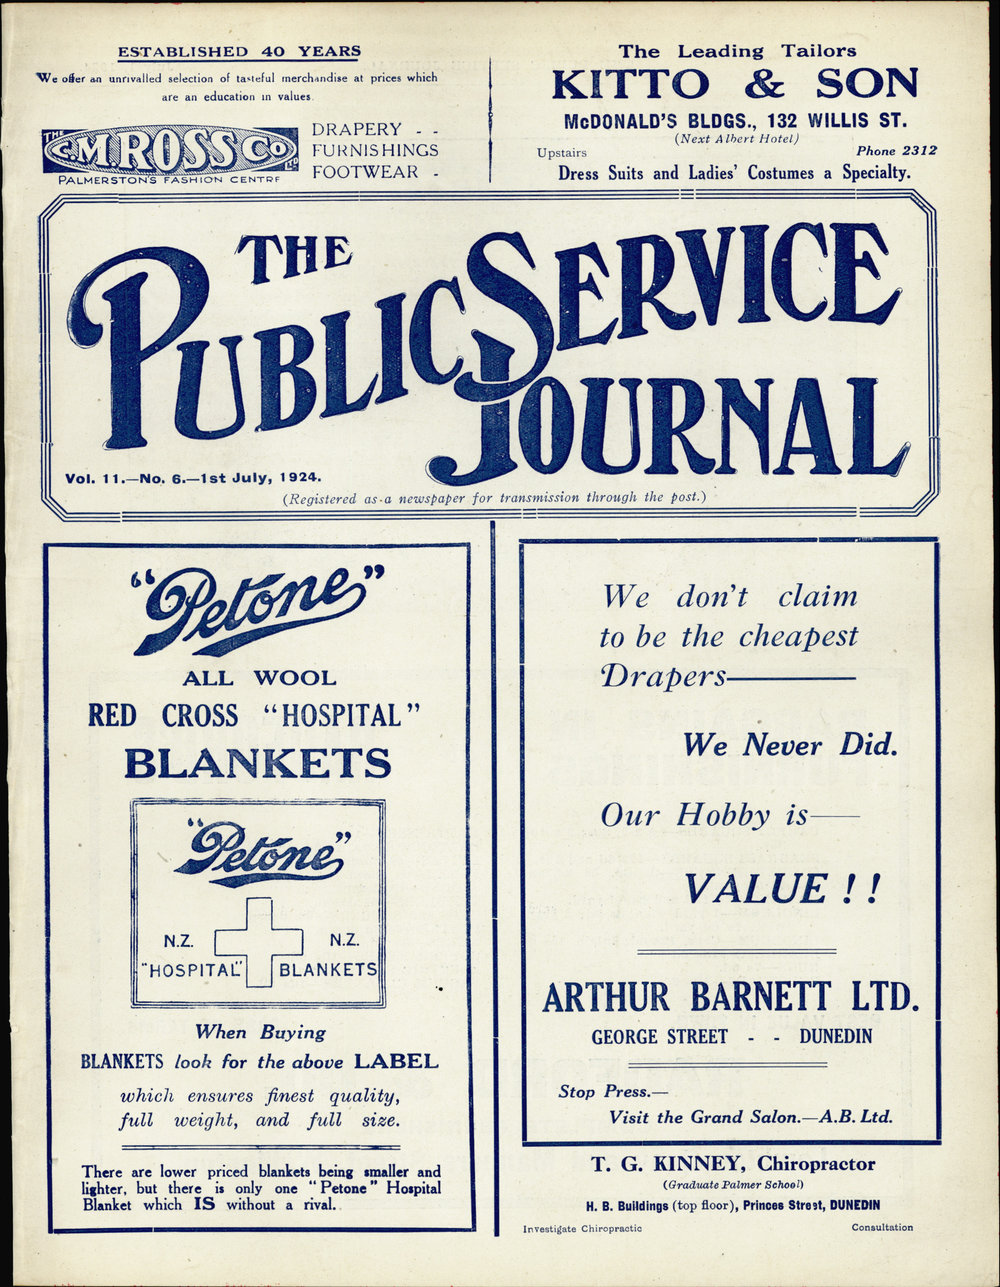 ESTABLISHED 40 YEARS
We offer an unrivalled selection of tasteful merchandise at prices which
are an education in values.
THE
C.M. ROSS Co
LTD
PALMERSTON'S FASHION CENTRE
DRAPERY - -
FURNISHINGS
FOOTWEAR -
The Leading Tailors
KITTO & SON
McDONALD'S BLDGS., 132 WILLIS ST.
(Next Albert Hotel)
Upstairs Phone 2312
Dress Suits and Ladies' Costumes a Specialty.
THE
PUBLIC SERVICE
JOURNAL
Vol. 11.—No. 6.—1st July, 1924.
(Registered as a newspaper for transmission through the post.)
"Petone"
ALL WOOL
RED CROSS "HOSPITAL"
BLANKETS
"Petone"
N.Z. N.Z.
"HOSPITAL" BLANKETS
When Buying
BLANKETS look for the above LABEL
which ensures finest quality,
full weight, and full size.
There are lower priced blankets being smaller and
lighter, but there is only one "Petone" Hospital
Blanket which IS without a rival.
We don't claim
to be the cheapest
Drapers—
We Never Did.
Our Hobby is—
VALUE!!
ARTHUR BARNETT LTD.
GEORGE STREET - - DUNEDIN
Stop Press.—
Visit the Grand Salon.—A.B. Ltd.
T. G. KINNEY, Chiropractor
(Graduate Palmer School)
H. B. Buildings (top floor), Princes Street, DUNEDIN
Investigate Chiropractic Consultation